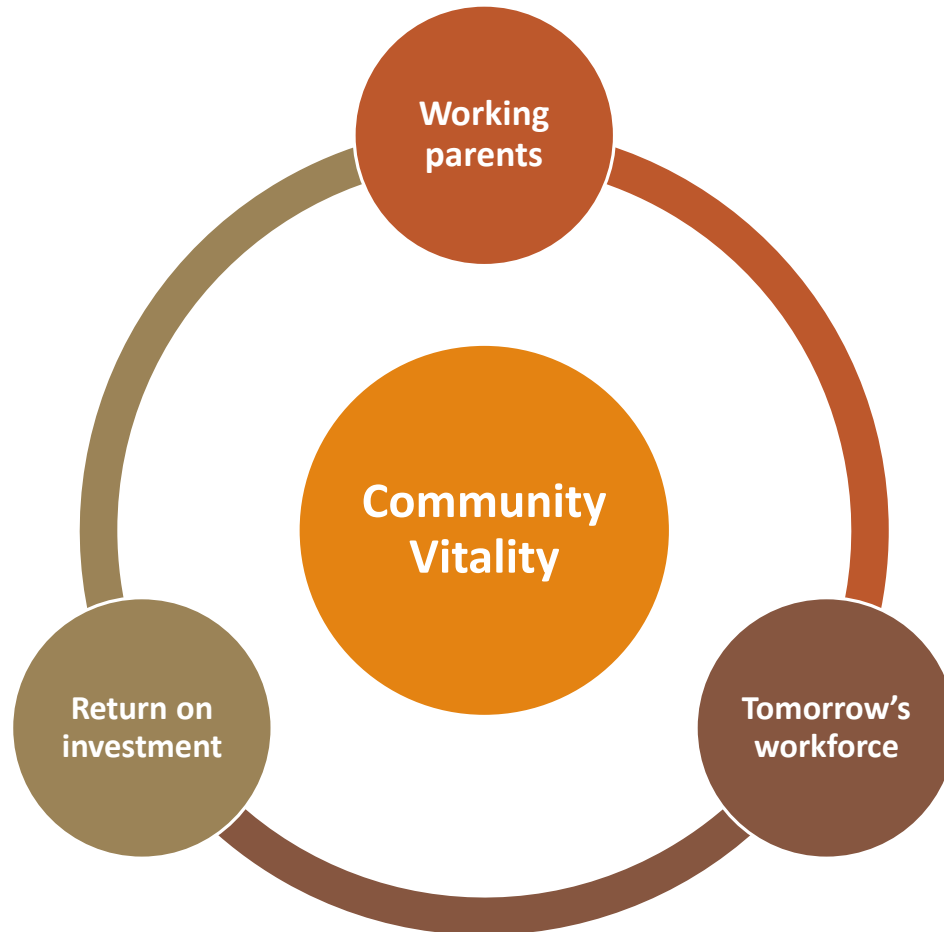 Working
parents
Community
Vitality
Return on
investment
Tomorrow’s
workforce